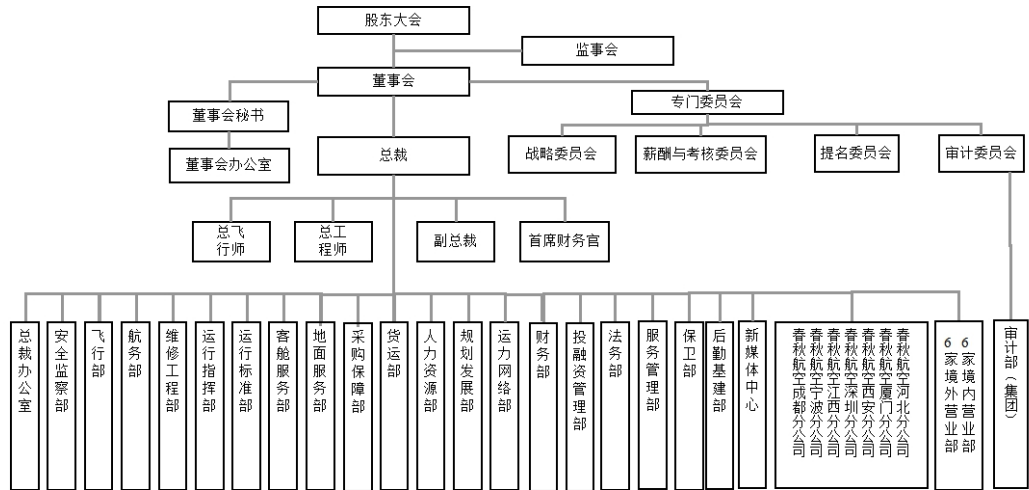 股东大会
监事会
董事会
专门委员会
董事会秘书
董事会办公室
总裁
战略委员会
薪酬与考核委员会
提名委员会
审计委员会
总飞
行师
总工
程师
副总裁
首席财务官
总裁办公室
安全监察部
飞行部
航务部
维修工程部
运行指挥部
运行标准部
客舱服务部
地面服务部
采购保障部
货运部
人力资源部
规划发展部
运力网络部
财务部
投融资管理部
法务部
服务管理部
保卫部
后勤基建部
新媒体中心
春秋航空河北分公司
春秋航空厦门分公司
春秋航空西安分公司
春秋航空深圳分公司
春秋航空江西分公司
春秋航空宁波分公司
春秋航空成都分公司
6家境内营业部
6家境外营业部
审计部（集团）